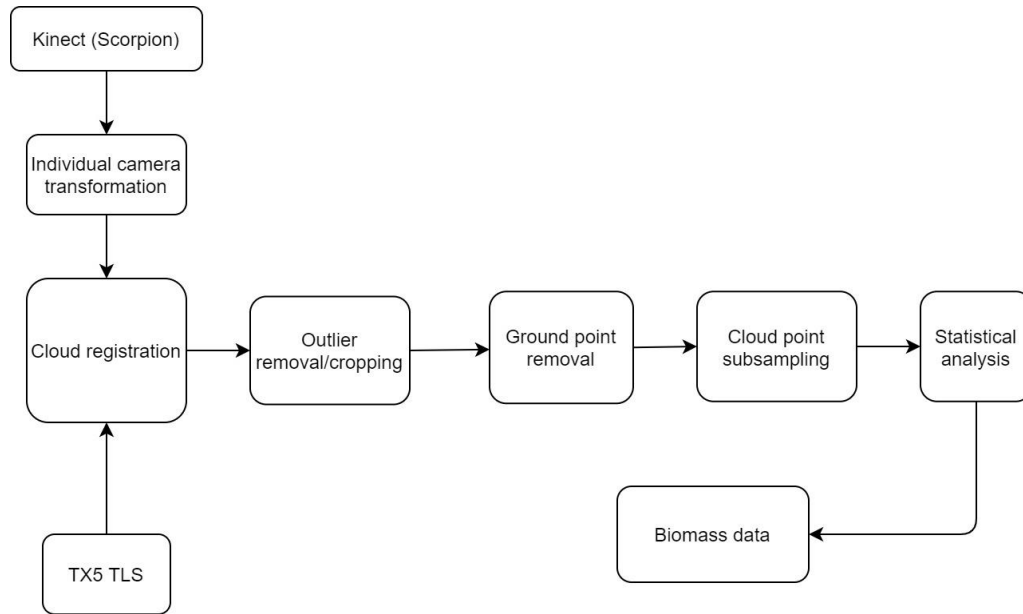 Kinect (Scorpion)
Individual camera
transformation
Cloud registration
Outlier
removal/cropping
Ground point
removal
Cloud point
subsampling
Statistical
analysis
Biomass data
TX5 TLS